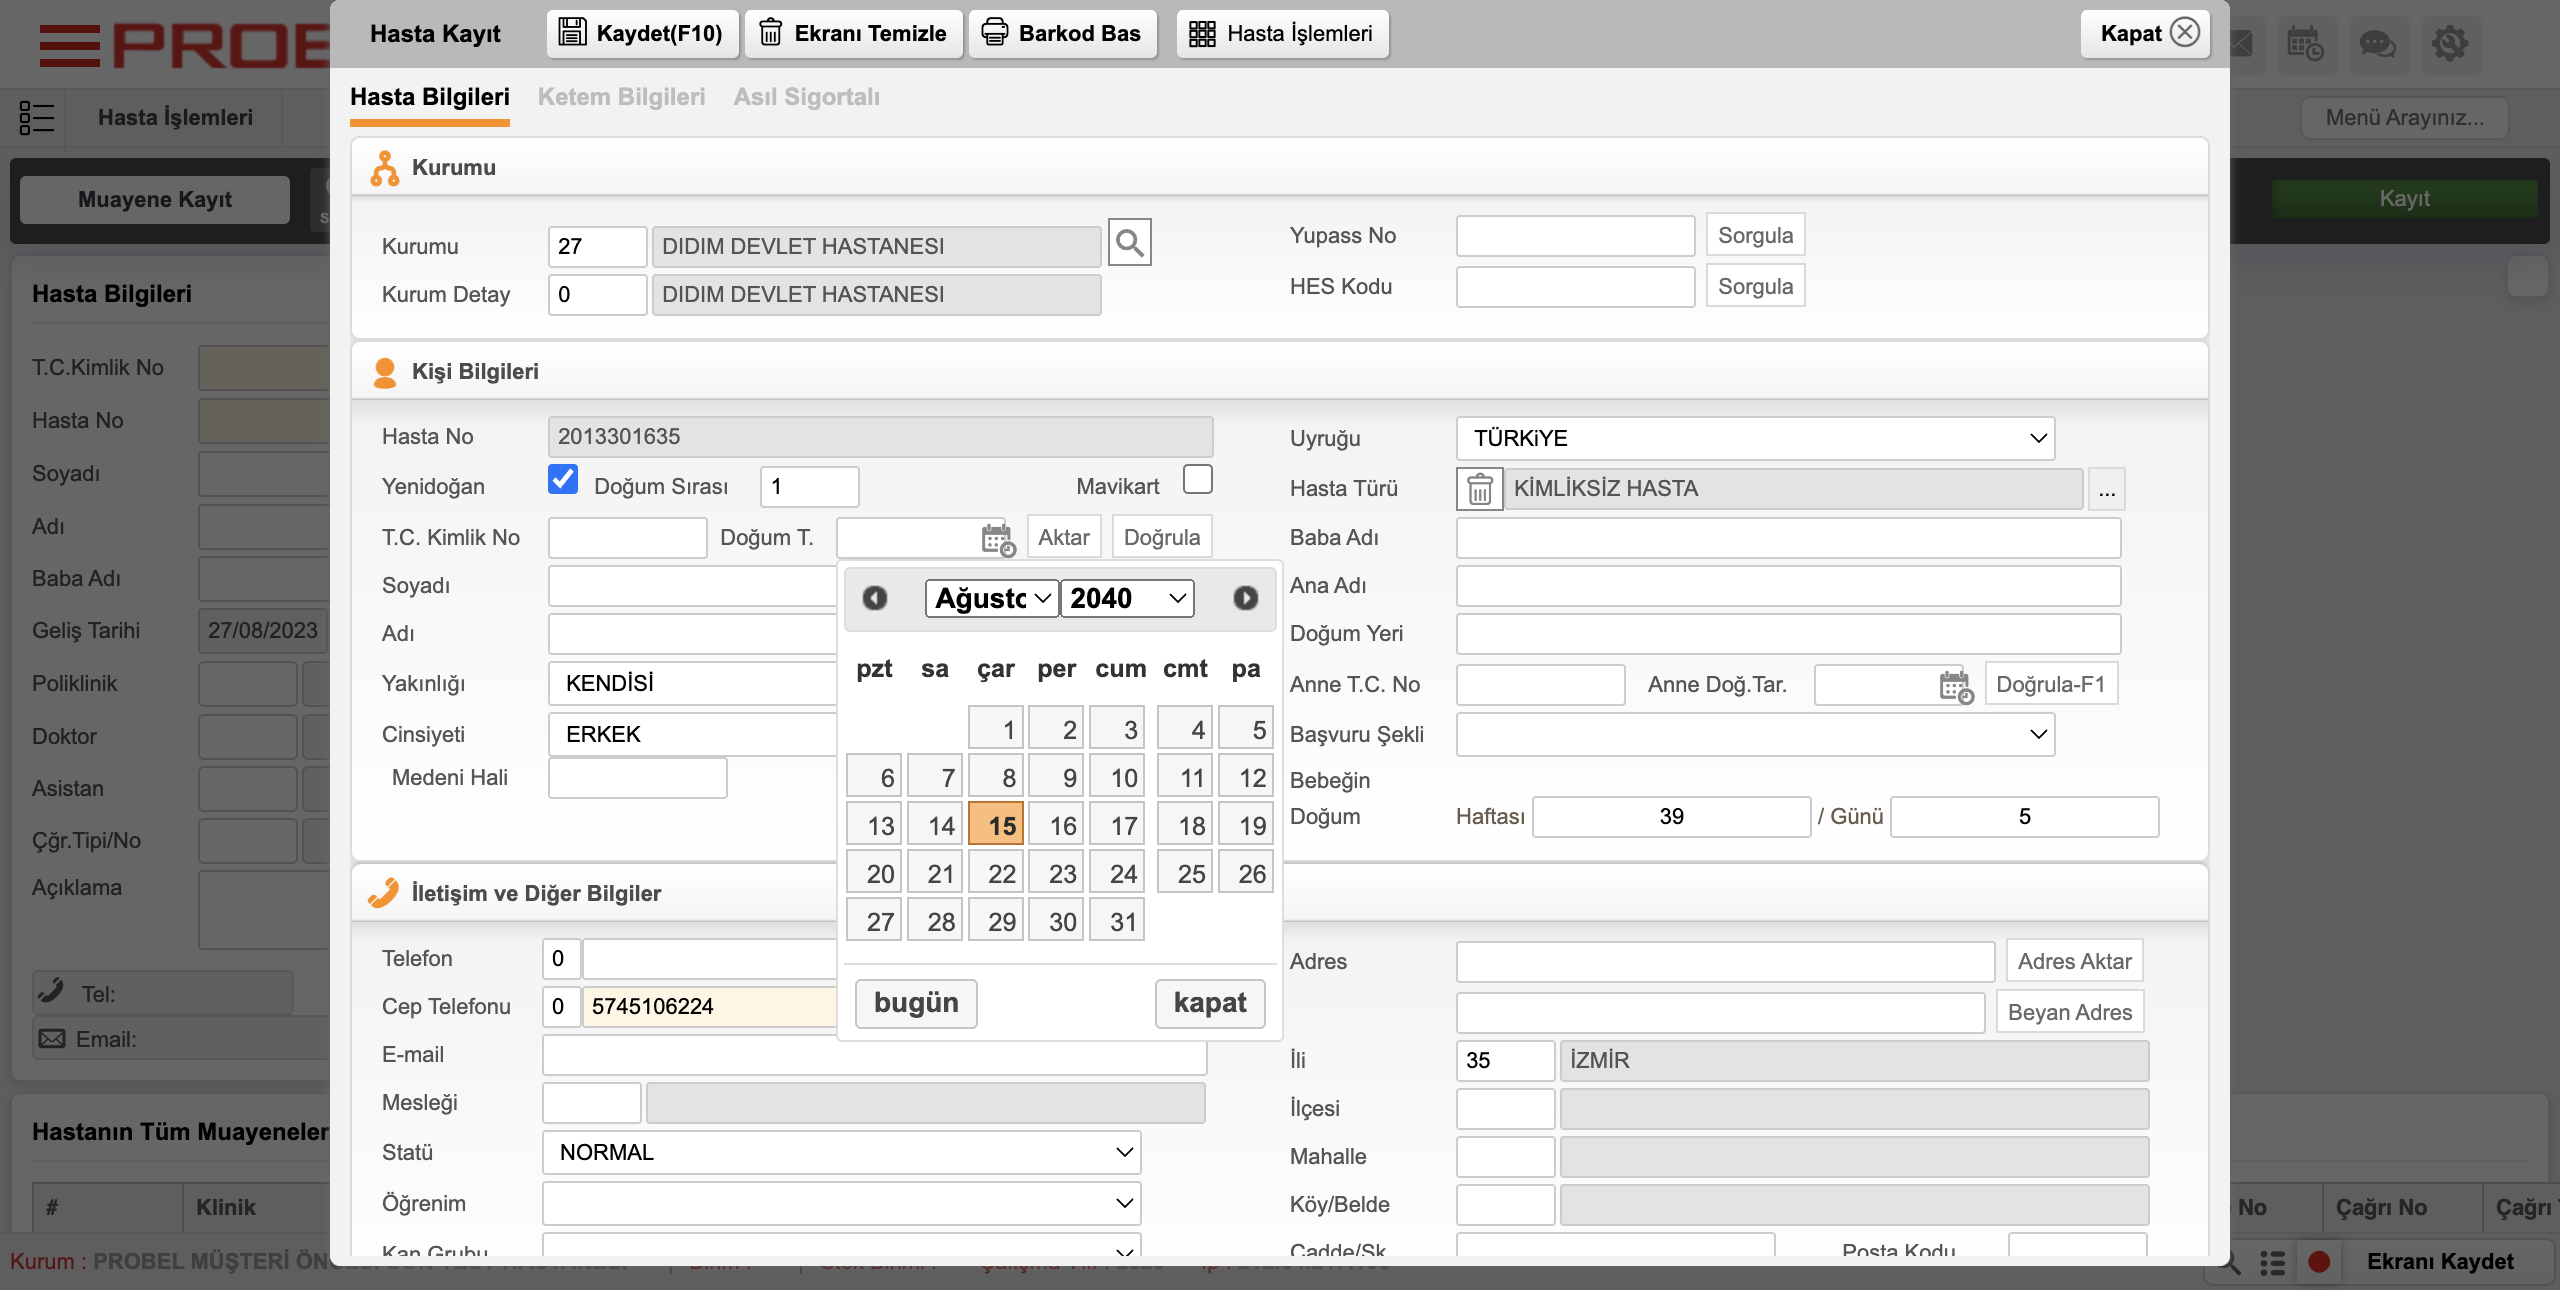 PROBE
Hasta Kayıt
Kaydet(F10)
Ekranı Temizle
Barkod Bas
Hasta İşlemleri
Kapat
Hasta İşlemleri
Menü Arayınız...
Muayene Kayıt
Kayıt
Hasta Bilgileri
Ketem Bilgileri
Asıl Sigortalı
Kurumu
Kurumu
27
DIDIM DEVLET HASTANESI
Yupass No
Sorgula
Kurum Detay
0
DIDIM DEVLET HASTANESI
HES Kodu
Sorgula
Kişi Bilgileri
Hasta No
2013301635
Uyruğu
TÜRKiYE
Yenidoğan
Doğum Sırası
1
Mavikart
Hasta Türü
KİMLİKSİZ HASTA
...
T.C. Kimlik No
Doğum T.
Aktar
Doğrula
Baba Adı
Soyadı
Ana Adı
Adı
Doğum Yeri
Yakınlığı
KENDİSİ
Anne T.C. No
Anne Doğ.Tar.
Doğrula-F1
Cinsiyeti
ERKEK
Başvuru Şekli
Medeni Hali
Bebeğin
Doğum
Haftası
39
/ Günü
5
Ağusto
2040
pzt sa çar per cum cmt pa
1 2 3 4 5
6 7 8 9 10 11 12
13 14 15 16 17 18 19
20 21 22 23 24 25 26
27 28 29 30 31
bugün
kapat
İletişim ve Diğer Bilgiler
Telefon
0
Adres
Adres Aktar
Cep Telefonu
0
5745106224
Beyan Adres
E-mail
İli
35
İZMİR
Mesleği
İlçesi
Statü
NORMAL
Mahalle
Öğrenim
Köy/Belde
Kan Grubu
Cadde/Sk
Posta Kodu
Hasta Bilgileri
T.C.Kimlik No
Hasta No
Soyadı
Adı
Baba Adı
Geliş Tarihi
27/08/2023
Poliklinik
Doktor
Asistan
Çğr.Tipi/No
Açıklama
Tel:
Email:
Hastanın Tüm Muayeneler
#
Klinik
No
Çağrı No
Çağrı
Kurum : PROBEL MÜŞTERİ
Ekranı Kaydet